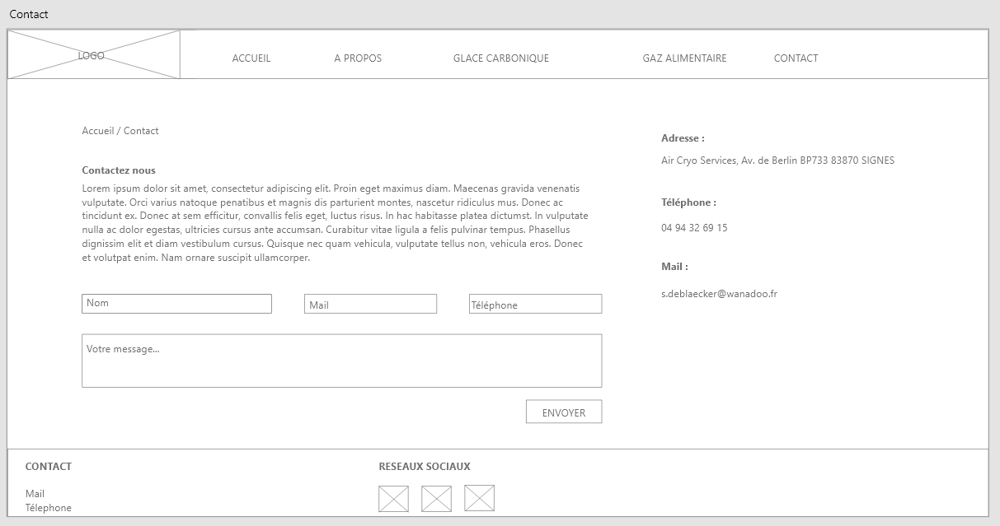 Contact
LOGO
ACCUEIL
A PROPOS
GLACE CARBONIQUE
GAZ ALIMENTAIRE
CONTACT
Accueil / Contact
Contactez nous
Lorem ipsum dolor sit amet, consectetur adipiscing elit. Proin eget maximus diam. Maecenas gravida venenatis
vulputate. Orci varius natoque penatibus et magnis dis parturient montes, nascetur ridiculus mus. Donec ac
tincidunt ex. Donec at sem efficitur, convallis felis eget, luctus risus. In hac habitasse platea dictumst. In vulputate
nulla ac dolor egestas, ultricies cursus ante accumsan. Curabitur vitae ligula a felis pulvinar tempus. Phasellus
dignissim elit et diam vestibulum cursus. Quisque nec quam vehicula, vulputate tellus non, vehicula eros. Donec
et volutpat enim. Nam ornare suscipit ullamcorper.
Nom
Mail
Téléphone
Votre message...
ENVOYER
Adresse :
Air Cryo Services, Av. de Berlin BP733 83870 SIGNES
Téléphone :
04 94 32 69 15
Mail :
s.deblaecker@wanadoo.fr
CONTACT
Mail
Télephone
RESEAUX SOCIAUX